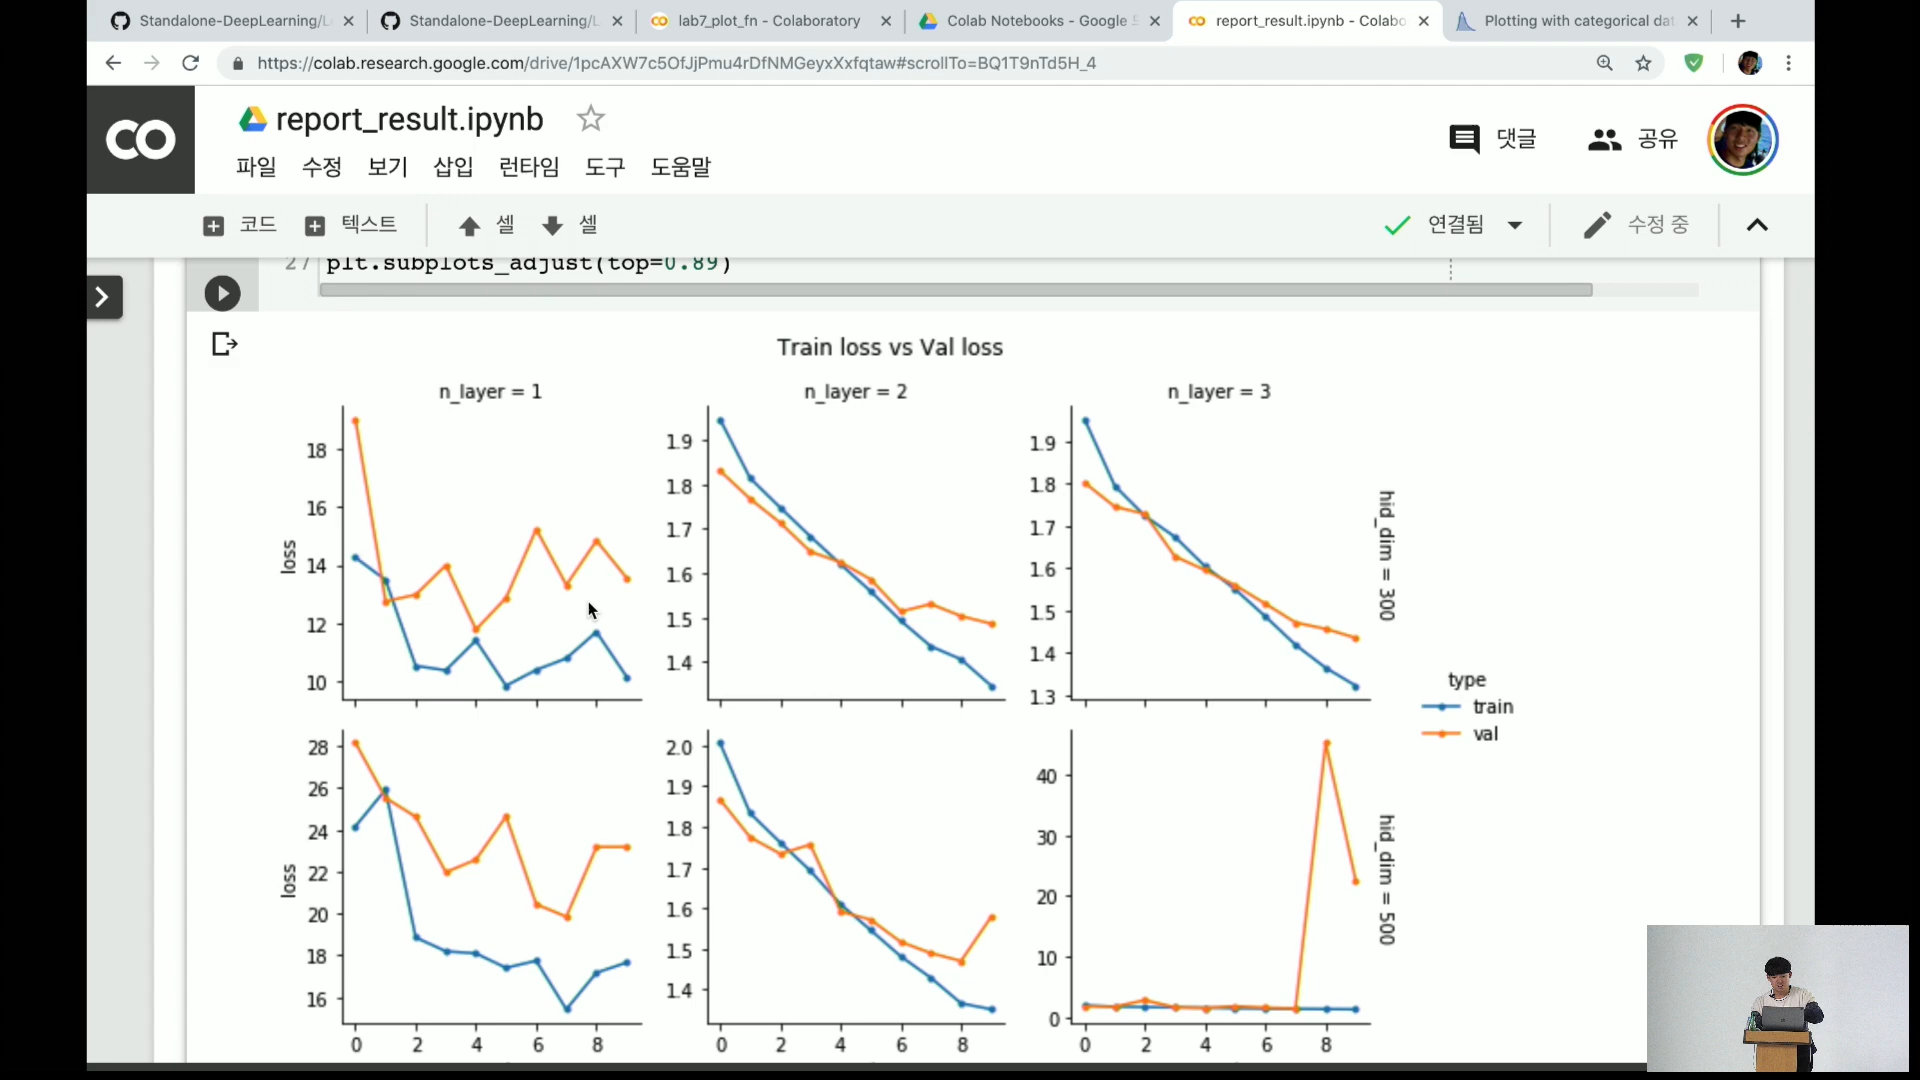 Standalone-DeepLearning/L
Standalone-DeepLearning/L
lab7_plot_fn - Colaboratory
Colab Notebooks - Google
report_result.ipynb - Colabo
Plotting with categorical dat
https://colab.research.google.com/drive/1pcAXW7c5OfJjPmu4rDfNMGeyxXxfqtaw#scrollTo=BQ1T9nTd5H_4
report_result.ipynb
댓글
공유
파일 수정 보기 삽입 런타임 도구 도움말
코드 텍스트 셀 셀
연결됨
수정 중
27 plt.subplots_adjust(top=0.89)
Train loss vs Val loss
n_layer = 1
n_layer = 2
n_layer = 3
loss
18
16
14
12
10
1.9
1.8
1.7
1.6
1.5
1.4
1.9
1.8
1.7
1.6
1.5
1.4
1.3
hid_dim = 300
type
train
val
loss
28
26
24
22
20
18
16
0 2 4 6 8
2.0
1.9
1.8
1.7
1.6
1.5
1.4
0 2 4 6 8
40
30
20
10
0
0 2 4 6 8
hid_dim = 500